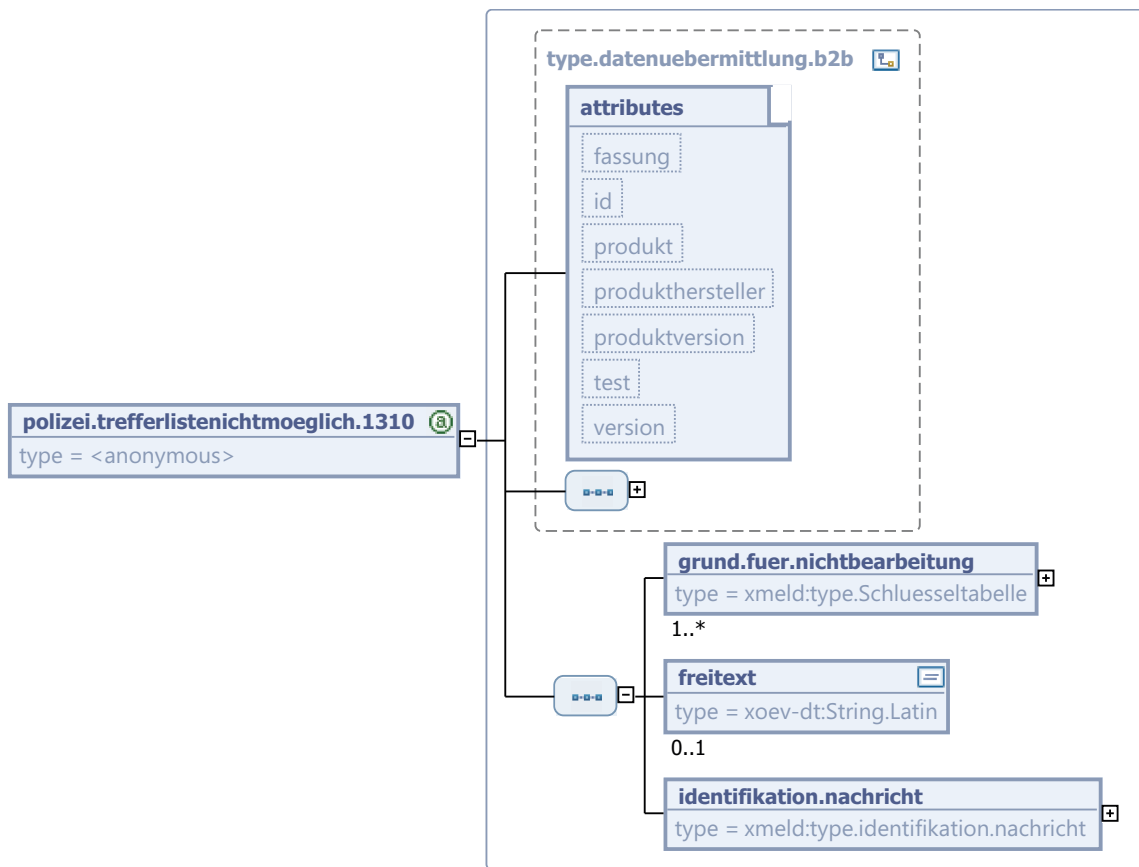 type.datenuebermittlung.b2b
attributes
fassung
id
produkt
produkthersteller
produktversion
test
version
polizei.trefferlistenichtmoeglich.1310
a
type = <anonymous>
grund.fuer.nichtbearbeitung
type = xmeld:type.Schluesseltabelle
1..*
freitext
type = xoev-dt:String.Latin
0..1
identifikation.nachricht
type = xmeld:type.identifikation.nachricht